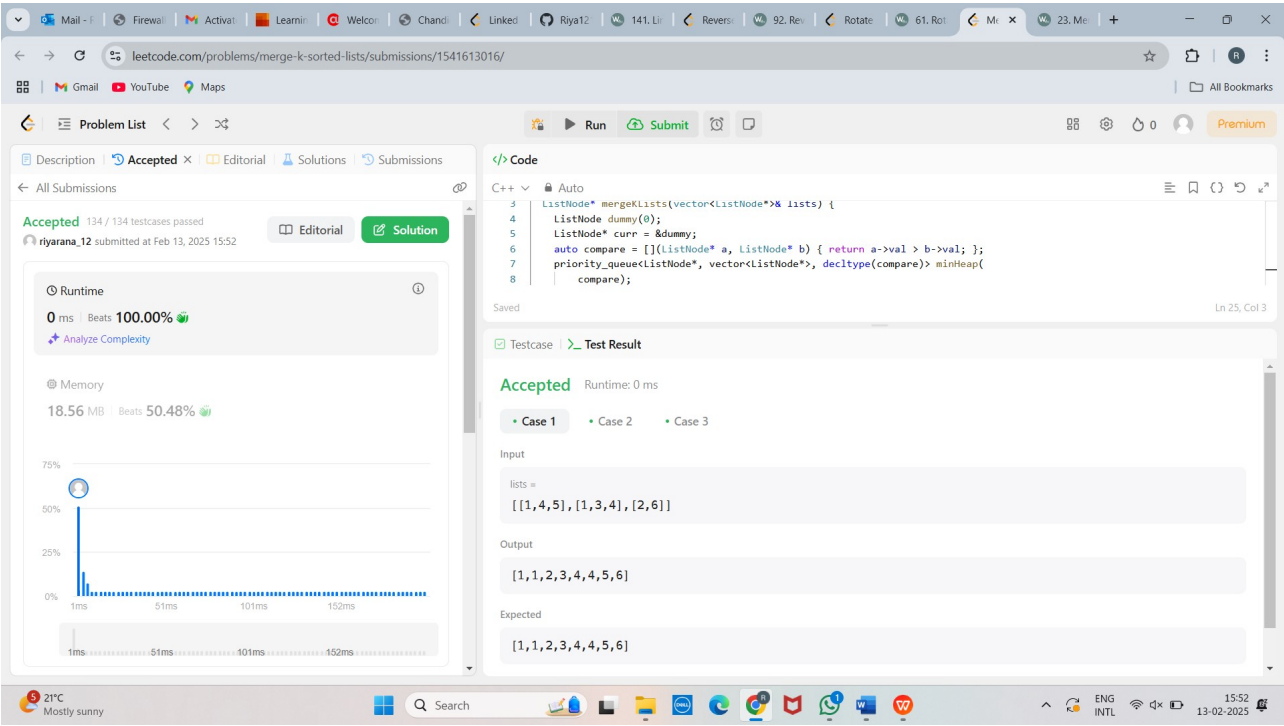 Mail - R Firewal Activat Learnin Welcon Chandi Linked Riya12 141. Lir Reverse 92. Rev Rotate 61. Rot Me 23. Me
leetcode.com/problems/merge-k-sorted-lists/submissions/1541613016/ R
Gmail YouTube Maps All Bookmarks
Problem List Run Submit 0 Premium
Description Accepted Editorial Solutions Submissions
</> Code
All Submissions
C++ Auto
Accepted 134 / 134 testcases passed
riyarana_12 submitted at Feb 13, 2025 15:52
Editorial Solution
3 ListNode* mergeKLists(vector<ListNode*>& lists) {
4 ListNode dummy(0);
5 ListNode* curr = &dummy;
6 auto compare = [](ListNode* a, ListNode* b) { return a->val > b->val; };
7 priority_queue<ListNode*, vector<ListNode*>, decltype(compare)> minHeap(
8 compare);
Saved Ln 25, Col 3
Runtime
0 ms Beats 100.00%
Analyze Complexity
Memory
18.56 MB Beats 50.48%
75%
50%
25%
0%
1ms 51ms 101ms 152ms
1ms 51ms 101ms 152ms
Testcase Test Result
Accepted Runtime: 0 ms
Case 1 Case 2 Case 3
Input
lists =
[[1,4,5],[1,3,4],[2,6]]
Output
[1,1,2,3,4,4,5,6]
Expected
[1,1,2,3,4,4,5,6]
5 21°C
Mostly sunny
Search
DELL
R
2
W
ENG
INTL
15:52
13-02-2025